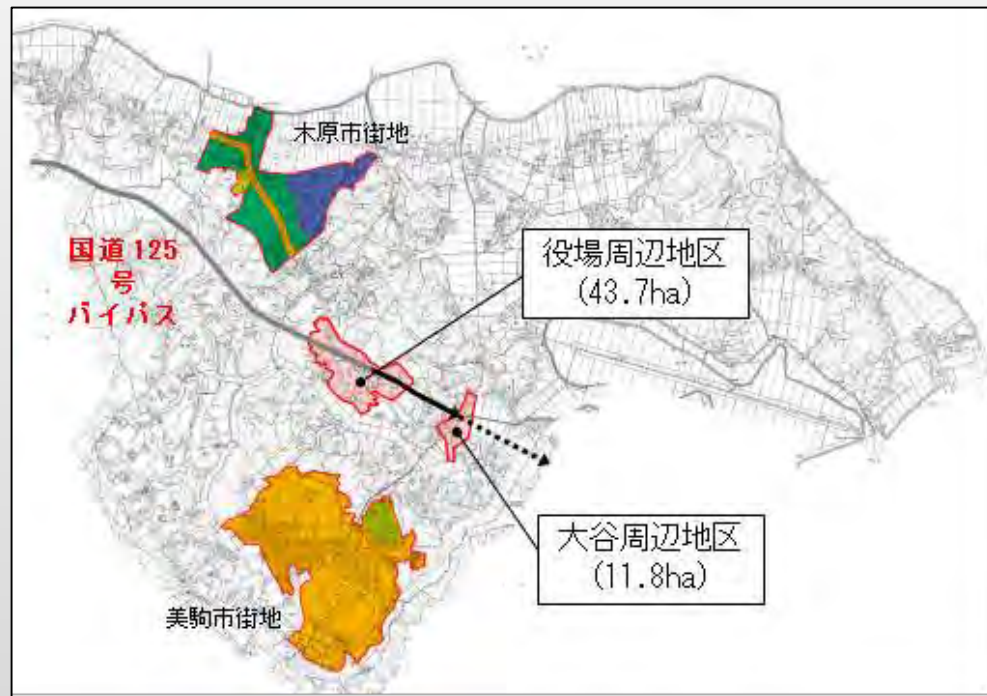 木原市街地
国道125
号
バイパス
役場周辺地区
(43.7ha)
大谷周辺地区
(11.8ha)
美駒市街地